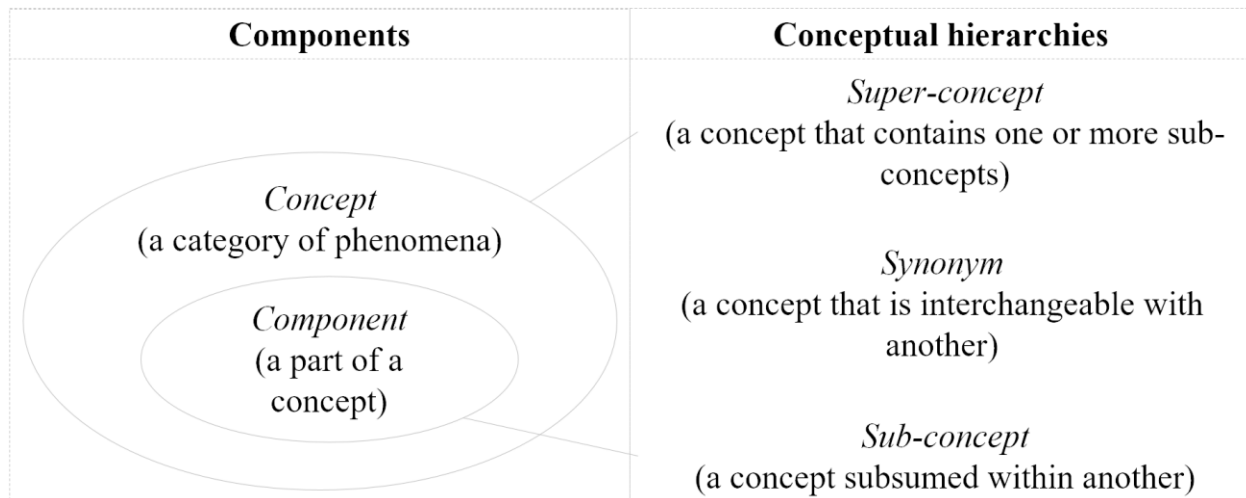 Components
Conceptual hierarchies
Concept
(a category of phenomena)
Component
(a part of a
concept)
Super-concept
(a concept that contains one or more sub-
concepts)
Synonym
(a concept that is interchangeable with
another)
Sub-concept
(a concept subsumed within another)